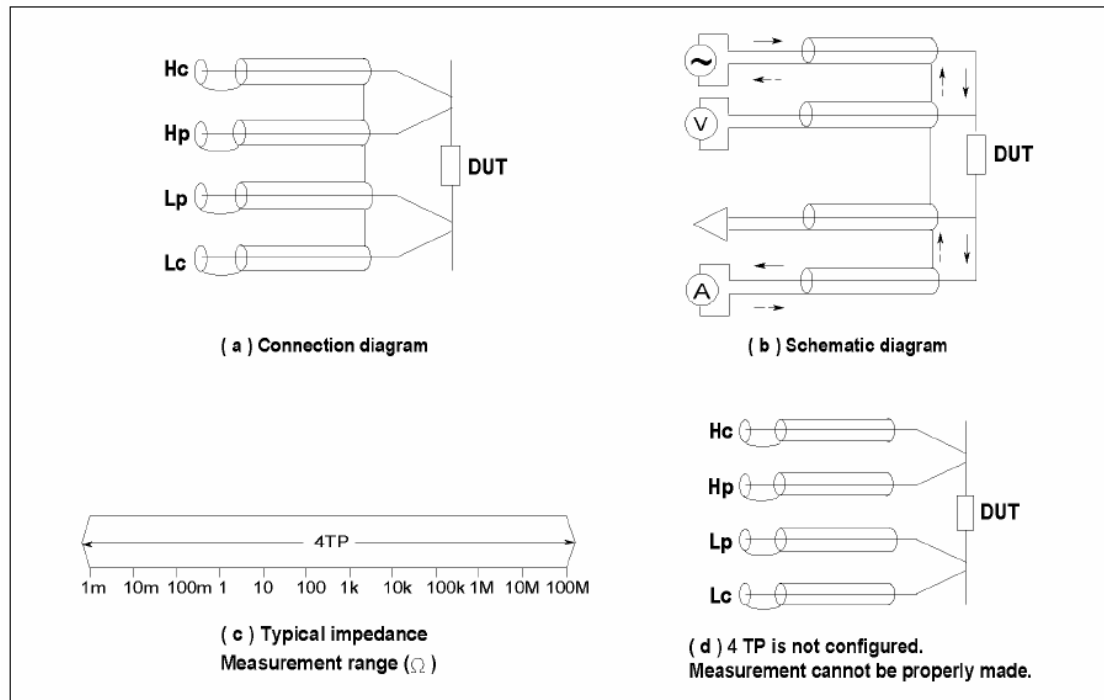 Hc
Hp
Lp
Lc
DUT
( a ) Connection diagram
~
V
A
DUT
( b ) Schematic diagram
4TP
1m 10m 100m 1 10 100 1k 10k 100k 1M 10M 100M
( c ) Typical impedance
Measurement range (Ω)
Hc
Hp
Lp
Lc
DUT
( d ) 4 TP is not configured.
Measurement cannot be properly made.